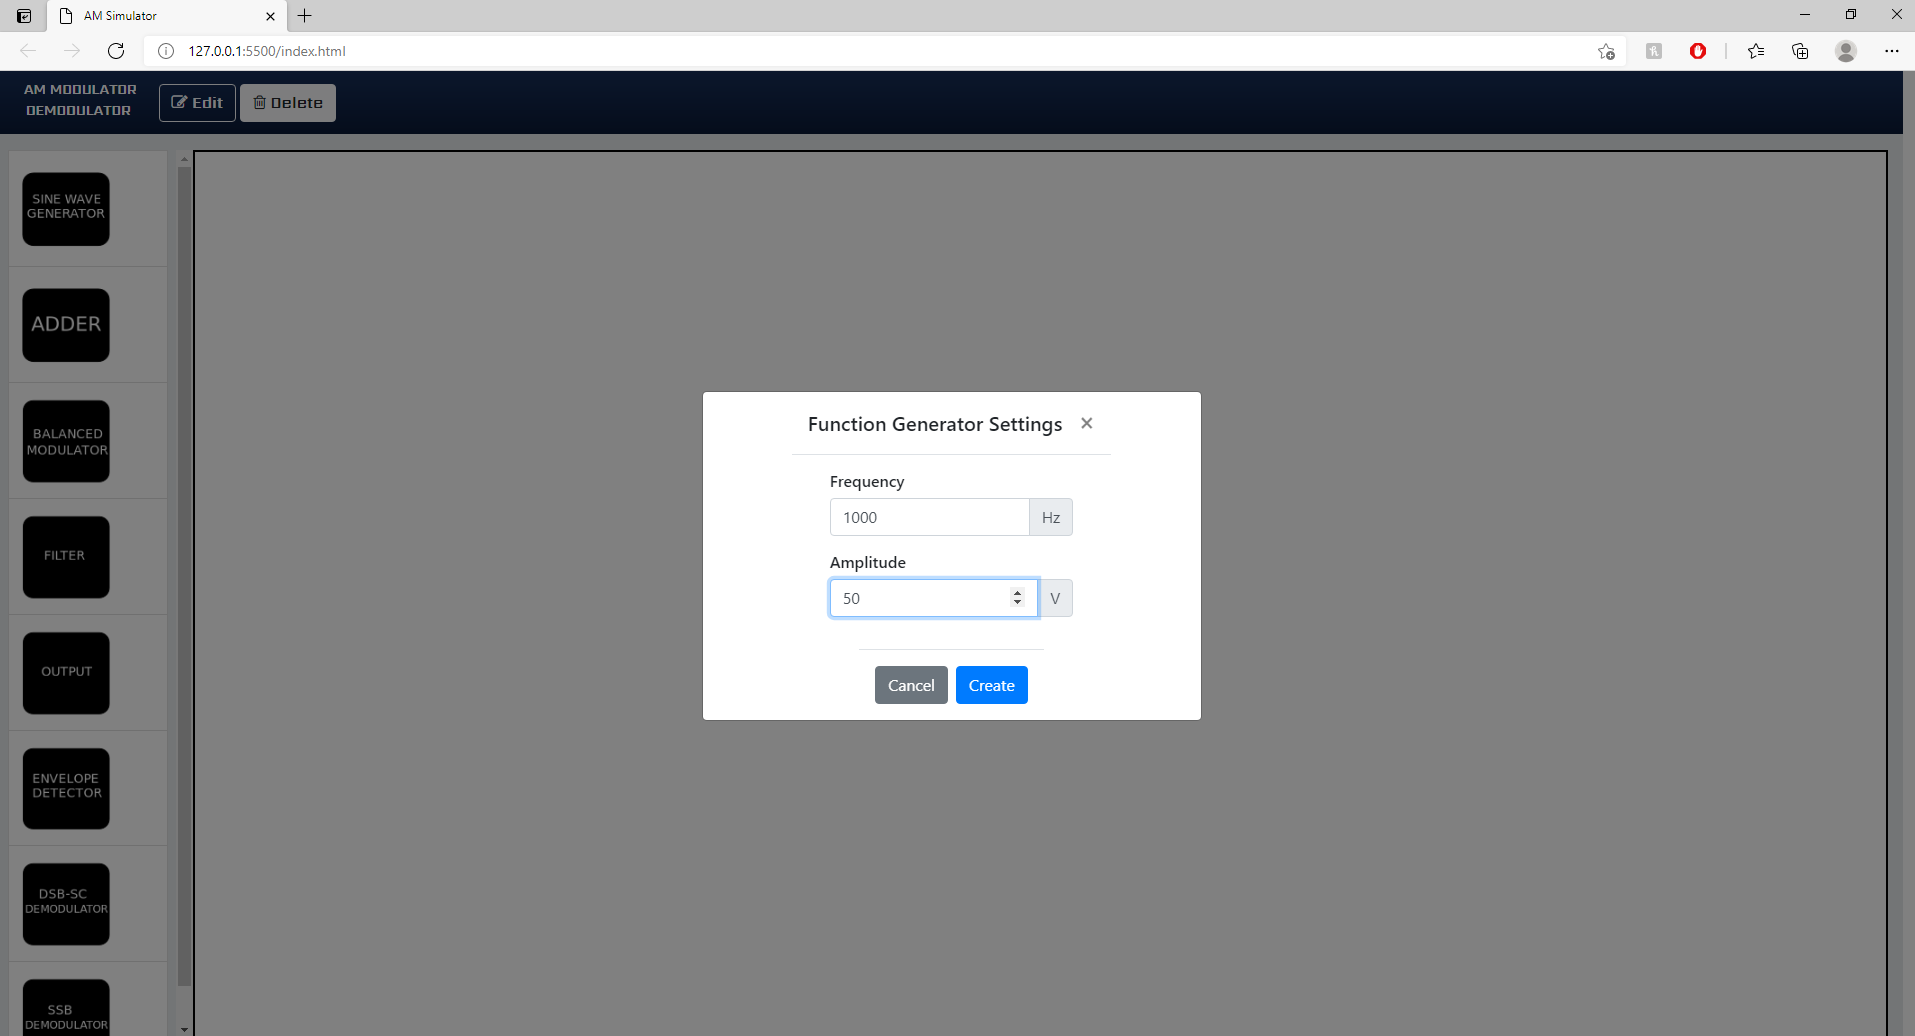 AM Simulator
127.0.0.1:5500/index.html
AM MODULATOR
DEMODULATOR
Edit
Delete
SINE WAVE
GENERATOR
ADDER
BALANCED
MODULATOR
FILTER
OUTPUT
ENVELOPE
DETECTOR
DSB-SC
DEMODULATOR
SSB
DEMODULATOR
Function Generator Settings
Frequency
1000 Hz
Amplitude
50 V
Cancel Create